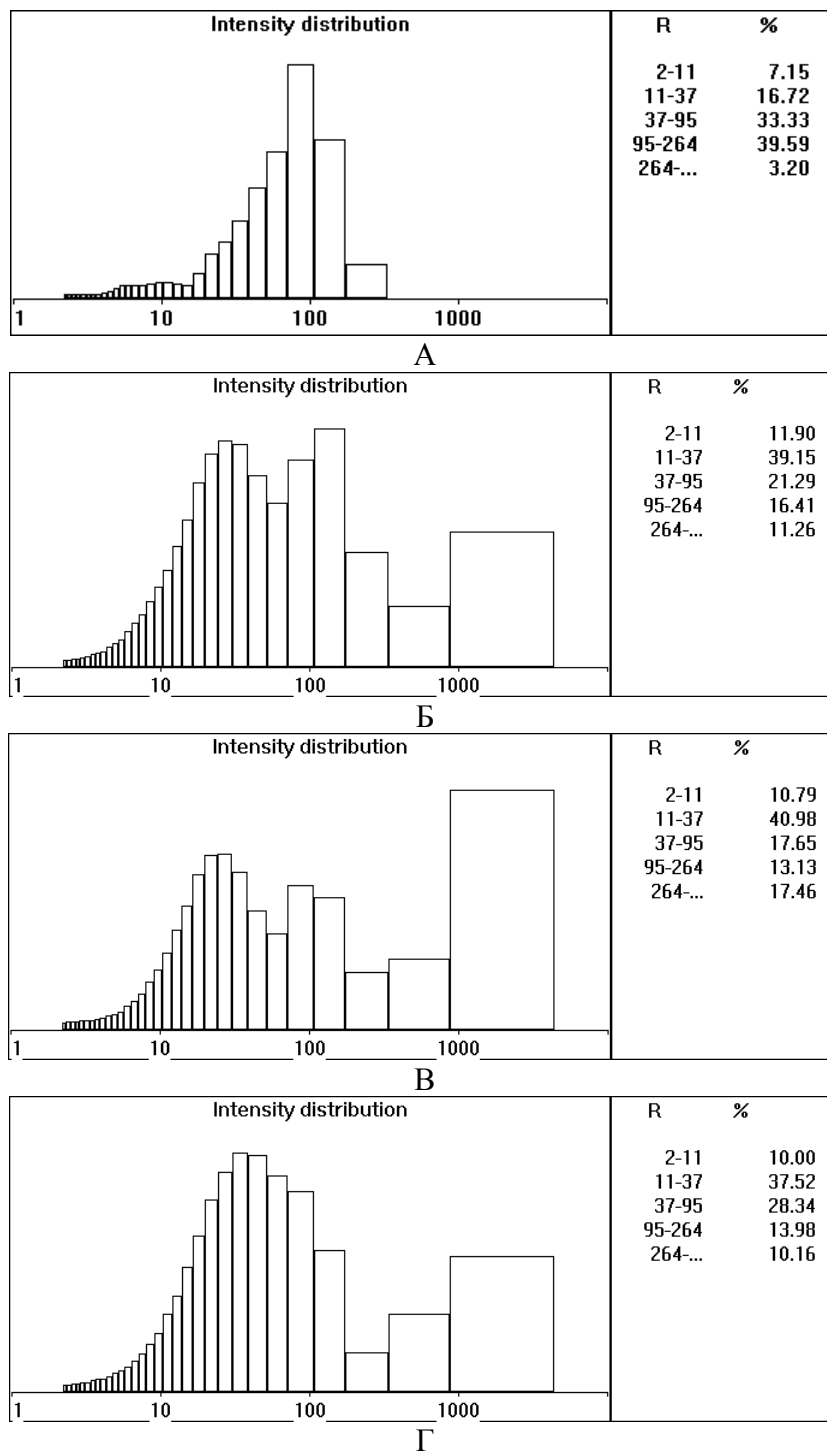 Intensity distribution R %
2-11 7.15
11-37 16.72
37-95 33.33
95-264 39.59
264-... 3.20
1 10 100 1000
А
Intensity distribution R %
2-11 11.90
11-37 39.15
37-95 21.29
95-264 16.41
264-... 11.26
1 10 100 1000
Б
Intensity distribution R %
2-11 10.79
11-37 40.98
37-95 17.65
95-264 13.13
264-... 17.46
1 10 100 1000
В
Intensity distribution R %
2-11 10.00
11-37 37.52
37-95 28.34
95-264 13.98
264-... 10.16
1 10 100 1000
Г